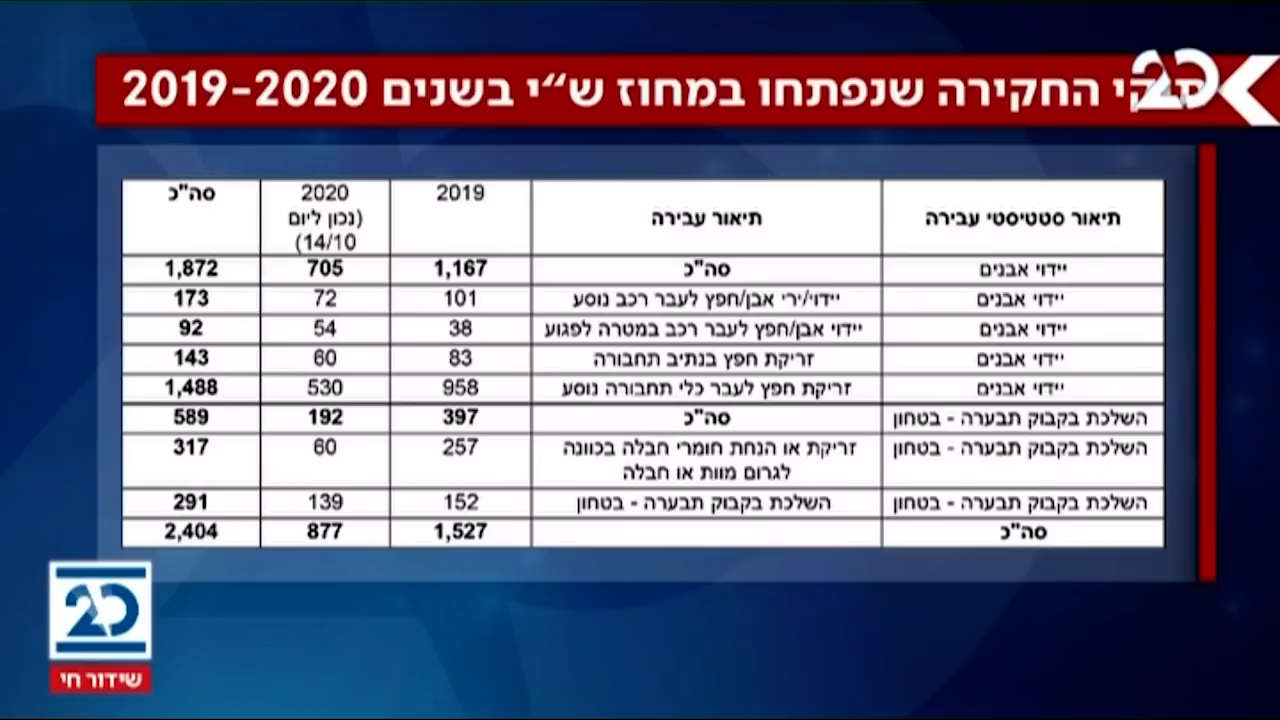 החקירה שנפתחו במחוז ש“י בשנים 2019-2020
20
תיאור סטטיסטי עבירה תיאור עבירה 2019 2020 סה"כ
(נכון ליום
14/10)
יידוי אבנים סה"כ 1,167 705 1,872
יידוי אבנים יידוי/ירי אבן/חפץ לעבר רכב נוסע 101 72 173
יידוי אבנים יידוי אבן/חפץ לעבר רכב במטרה לפגוע 38 54 92
יידוי אבנים זריקת חפץ בנתיב תחבורה 83 60 143
יידוי אבנים זריקת חפץ לעבר כלי תחבורה נוסע 958 530 1,488
השלכת בקבוק תבערה - בטחון סה"כ 397 192 589
השלכת בקבוק תבערה - בטחון זריקת או הנחת חומרי חבלה בכוונה 257 60 317
לגרום מוות או חבלה
השלכת בקבוק תבערה - בטחון השלכת בקבוק תבערה - בטחון 152 139 291
סה"כ 1,527 877 2,404
20
שידור חי